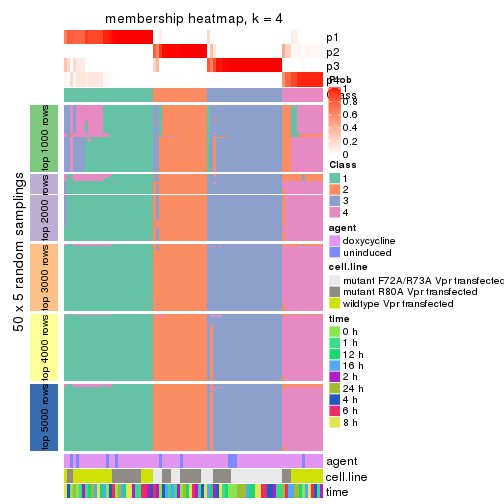 membership heatmap, k = 4
p1
p2
p3
p4
Prob
1
0.8
0.6
0.4
0.2
0
Class
Class
1
2
3
4
agent
doxycycline
uninduced
cell.line
mutant F72A/R73A Vpr transfected
mutant R80A Vpr transfected
wildtype Vpr transfected
time
0 h
1 h
12 h
16 h
2 h
24 h
4 h
6 h
8 h
50 x 5 random samplings
top 1000 rows
top 2000 rows
top 3000 rows
top 4000 rows
top 5000 rows
agent
cell.line
time